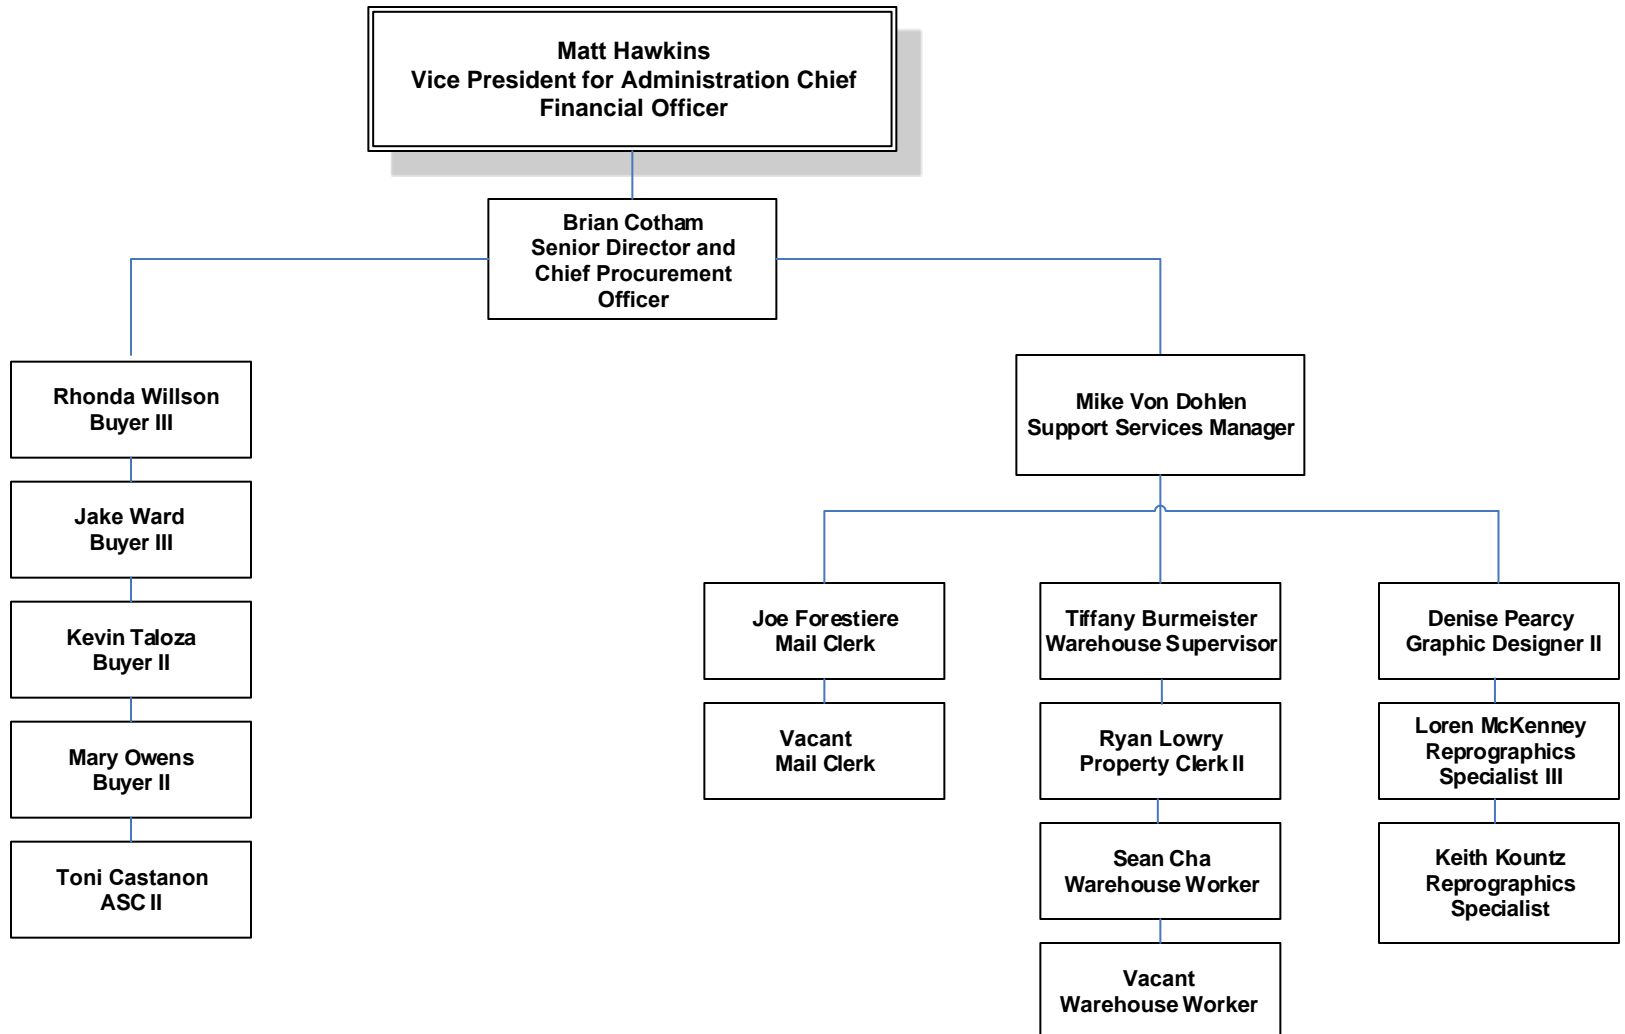 Matt Hawkins
Vice President for Administration Chief
Financial Officer
Brian Cotham
Senior Director and
Chief Procurement
Officer
Rhonda Willson
Buyer III
Jake Ward
Buyer III
Kevin Taloza
Buyer II
Mary Owens
Buyer II
Toni Castanon
ASC II
Mike Von Dohlen
Support Services Manager
Joe Forestiere
Mail Clerk
Vacant
Mail Clerk
Tiffany Burmeister
Warehouse Supervisor
Ryan Lowry
Property Clerk II
Sean Cha
Warehouse Worker
Vacant
Warehouse Worker
Denise Pearcy
Graphic Designer II
Loren McKenney
Reprographics
Specialist III
Keith Kountz
Reprographics
Specialist